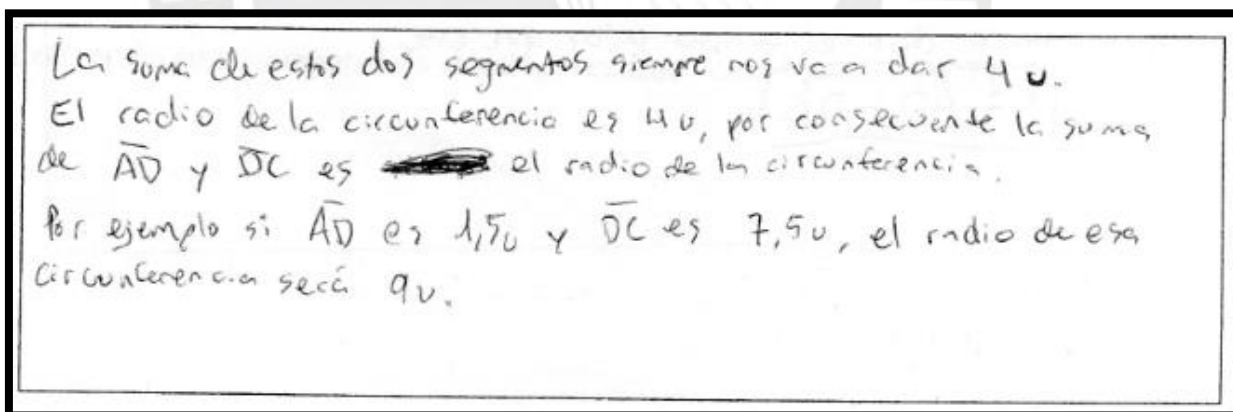 La suma de estos dos segmentos siempre nos va a dar 4 u.
El radio de la circunferencia es 4 u, por consecuente la suma
de AD y DC es el radio de la circunferencia.
Por ejemplo si AD es 1,5u y DC es 7,5u, el radio de esa
circunferencia será 9u.